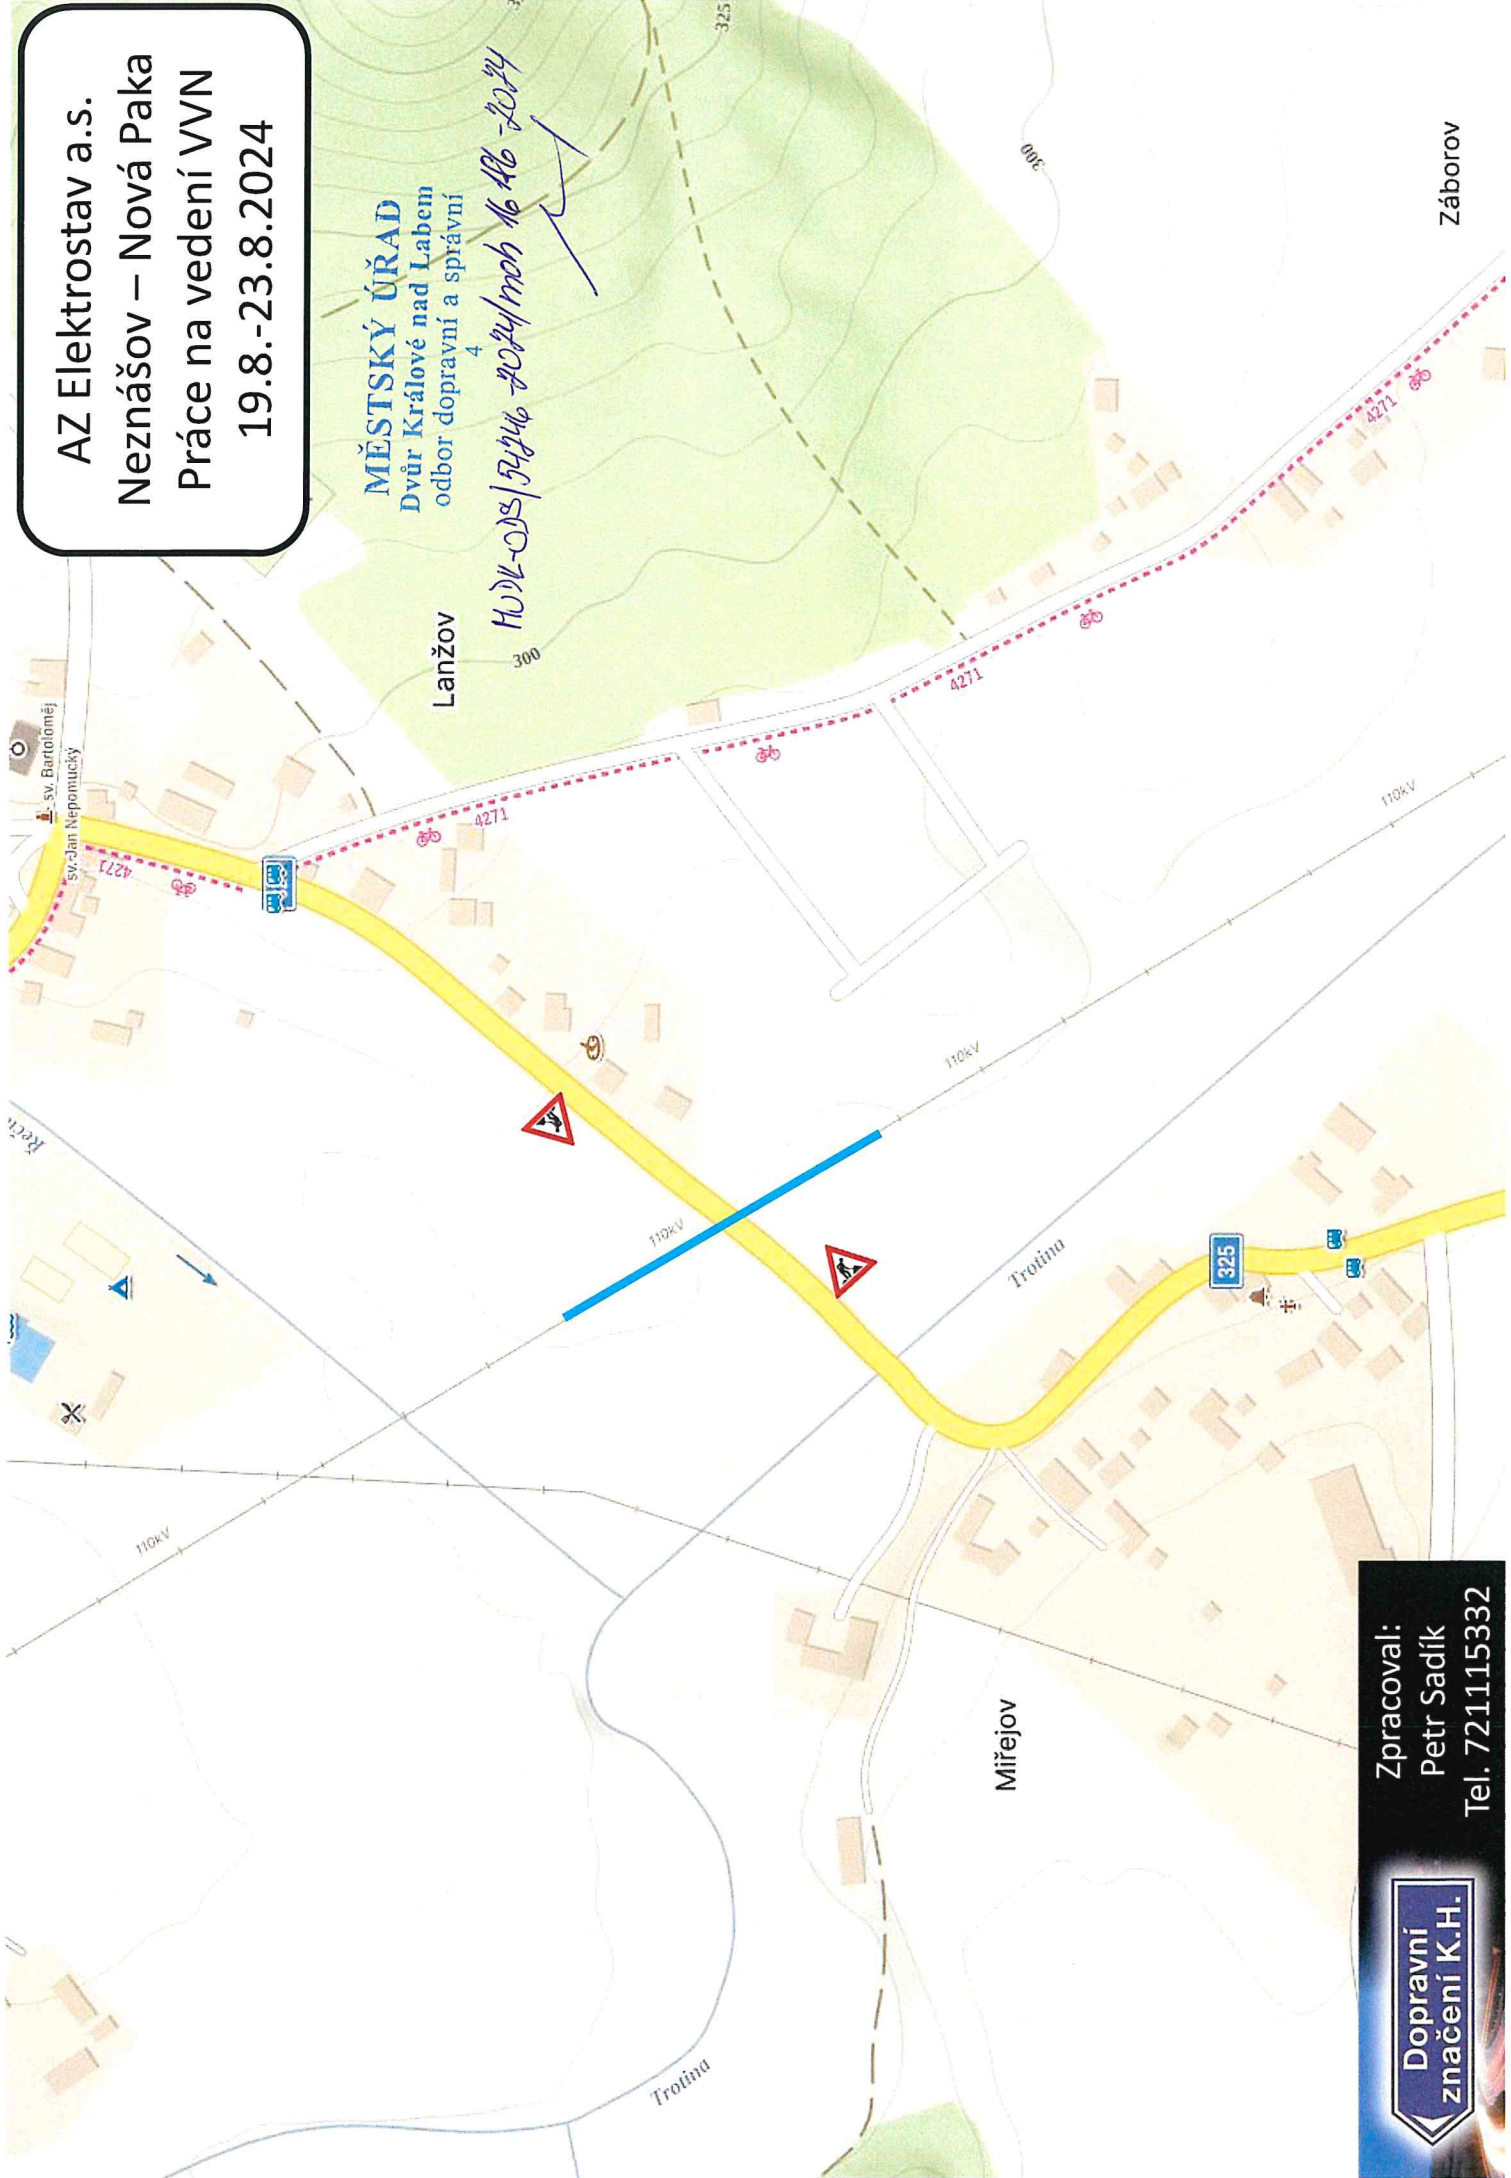 AZ Elektrostav a.s.
Neznášov – Nová Paka
Práce na vedení VVN
19.8.-23.8.2024
MĚSTSKÝ ÚŘAD
Dvůr Králové nad Labem
odbor dopravní a správní
4
sv. Bartoloměj
sv. Jan Nepomucký
4271
4271
4271
4271
Lanžov
Záborov
Miřejov
300
300
325
110kV
110kV
110kV
110kV
Trotina
Trotina
325
Dopravní
značení K.H.
Zpracoval:
Petr Sadík
Tel. 721115332